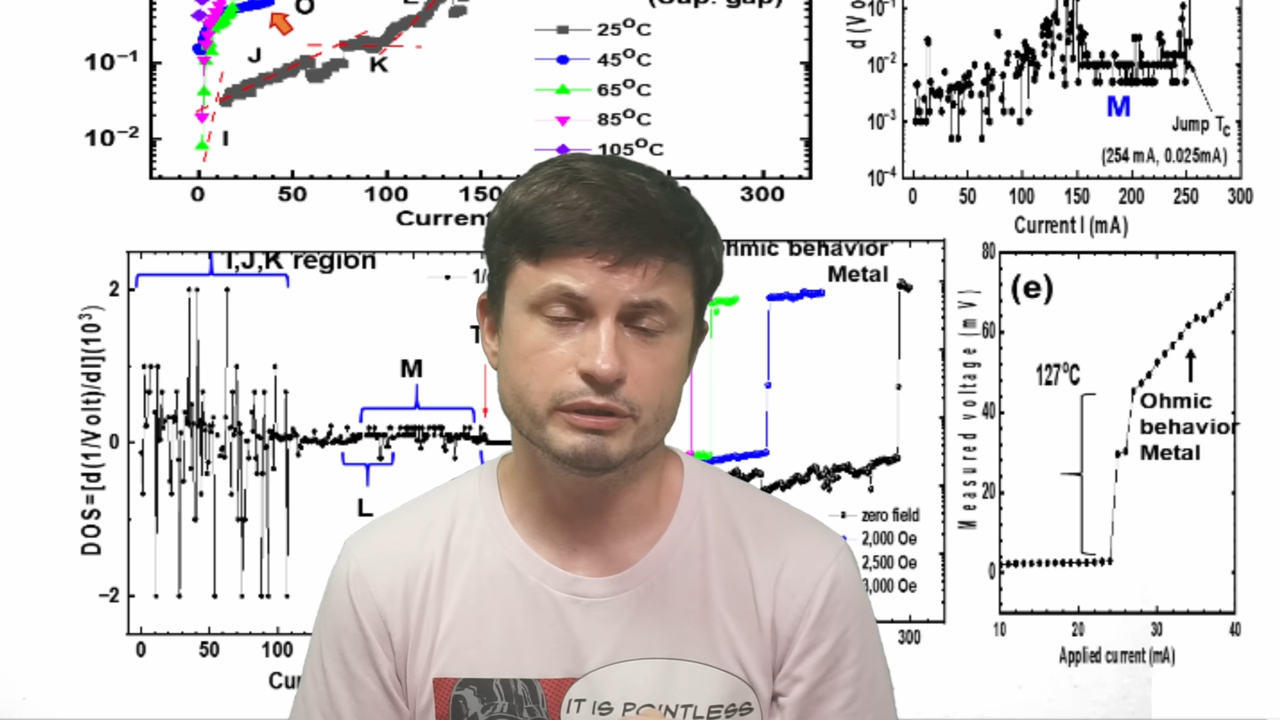 (Sup. gap)
O
J
K
I
25°C
45°C
65°C
85°C
105°C
10⁻¹
10⁻²
0 50 100 150 300
Current
10⁻¹
10⁻²
10⁻³
10⁻⁴
M
Jump Tc
(254 mA, 0.025mA)
0 50 100 150 200 250 300
Current I (mA)
I,J,K region
2
0
−2
DOS=[d(1/Volt)/dI](10³)
M
L
0 50 100
ohmic behavior
Metal
zero field
2,000 Oe
2,500 Oe
3,000 Oe
300
(e)
80
60
40
20
0
Measured voltage (mV)
127°C
Ohmic
behavior
Metal
10 20 30 40
Applied current (mA)
IT IS POINTLESS